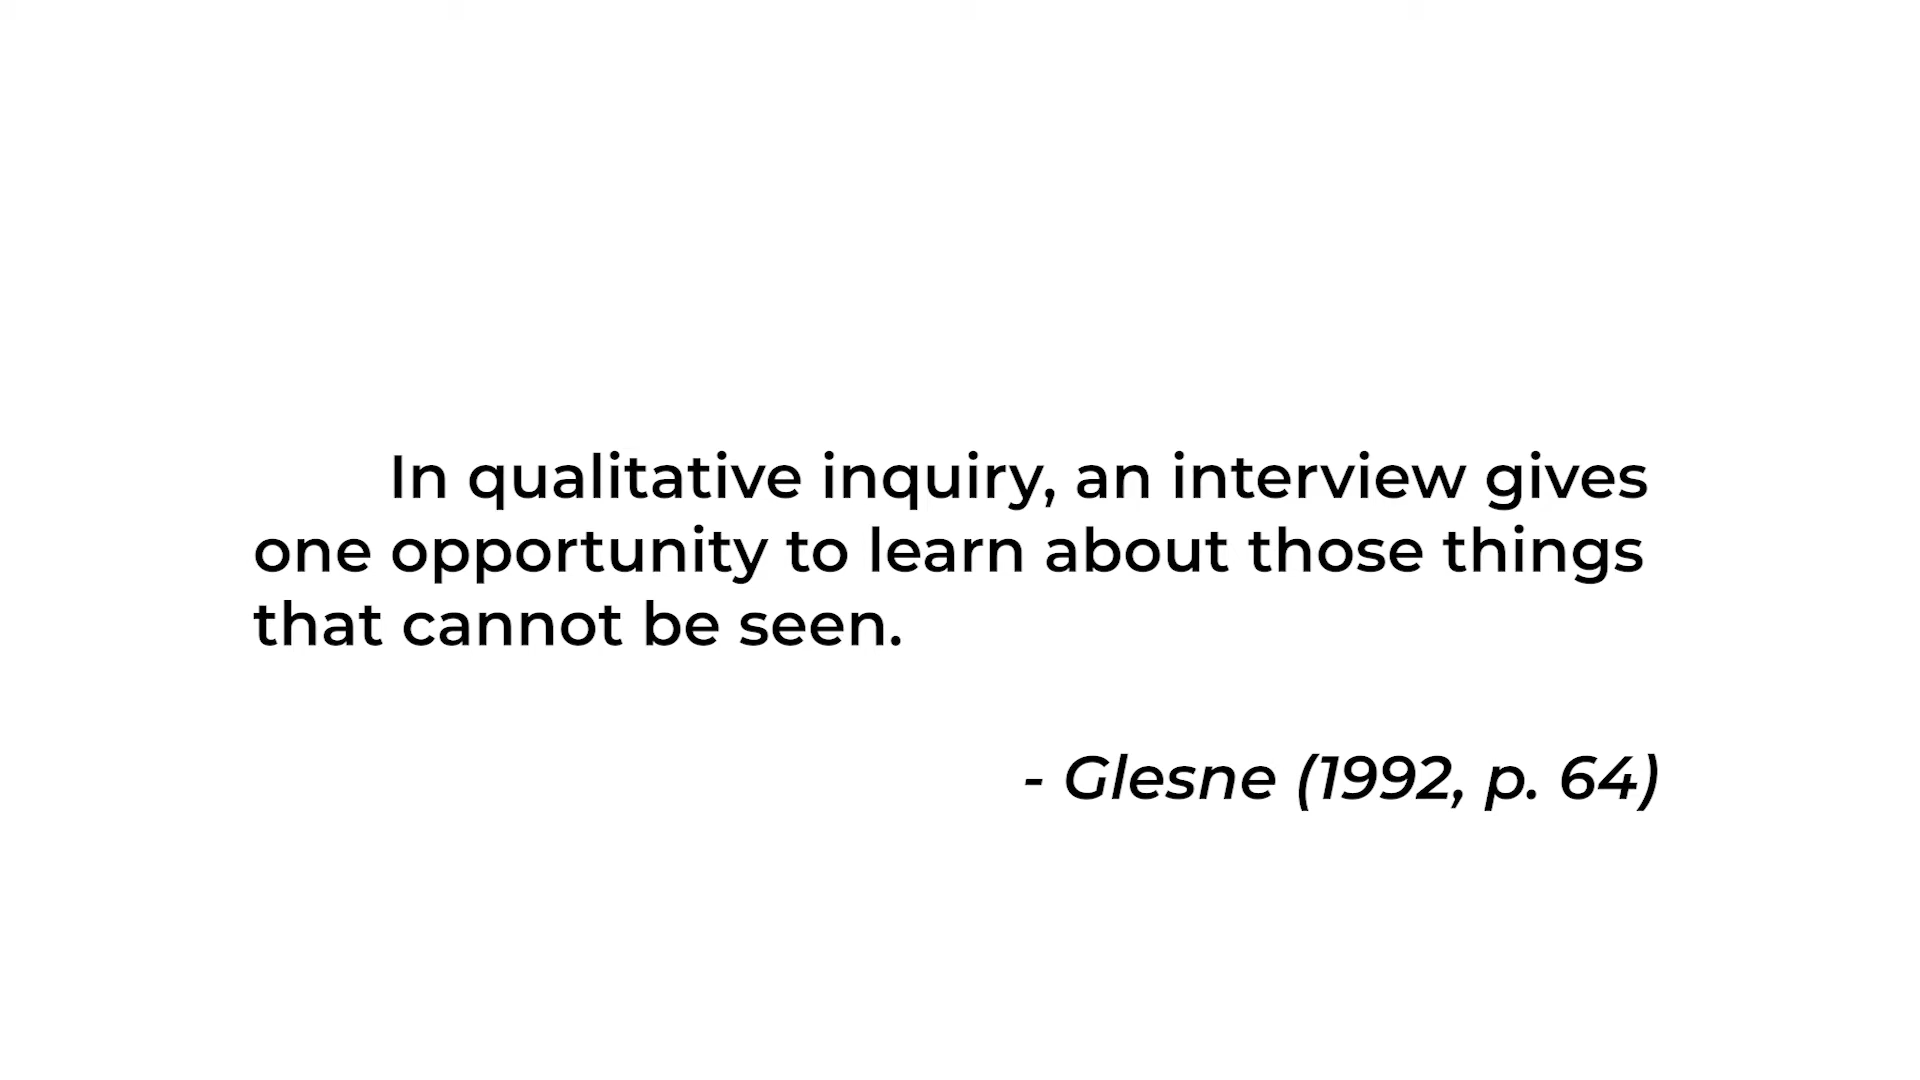 In qualitative inquiry, an interview gives
one opportunity to learn about those things
that cannot be seen.
- Glesne (1992, p. 64)